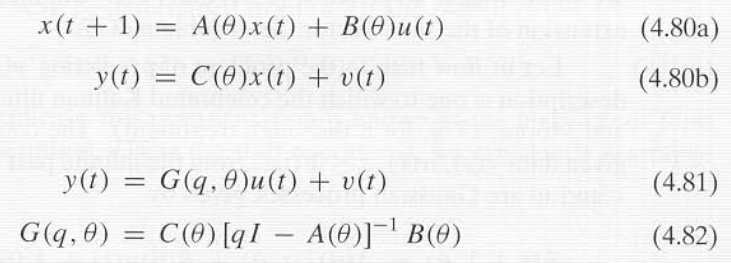 x(t + 1) = A(θ)x(t) + B(θ)u(t) (4.80a)
y(t) = C(θ)x(t) + v(t) (4.80b)
y(t) = G(q, θ)u(t) + v(t) (4.81)
G(q, θ) = C(θ) [qI − A(θ)]⁻¹ B(θ) (4.82)